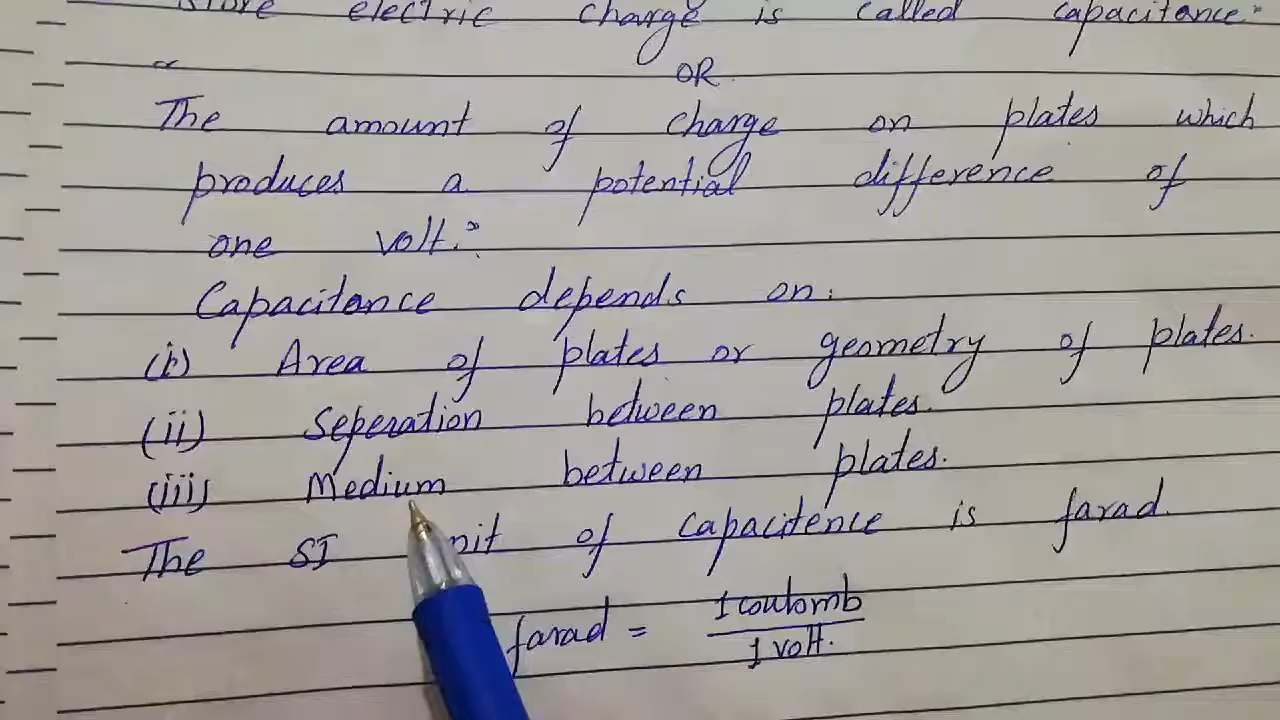 store electric charge is called capacitance."
" OR
The amount of charge on plates which
produces a potential difference of
one volt."
Capacitance depends on:
(i) Area of plates or geometry of plates.
(ii) Seperation between plates.
(iii) Medium between plates.
The SI nit of capacitence is farad.
farad = 1 coulomb
1 volt.